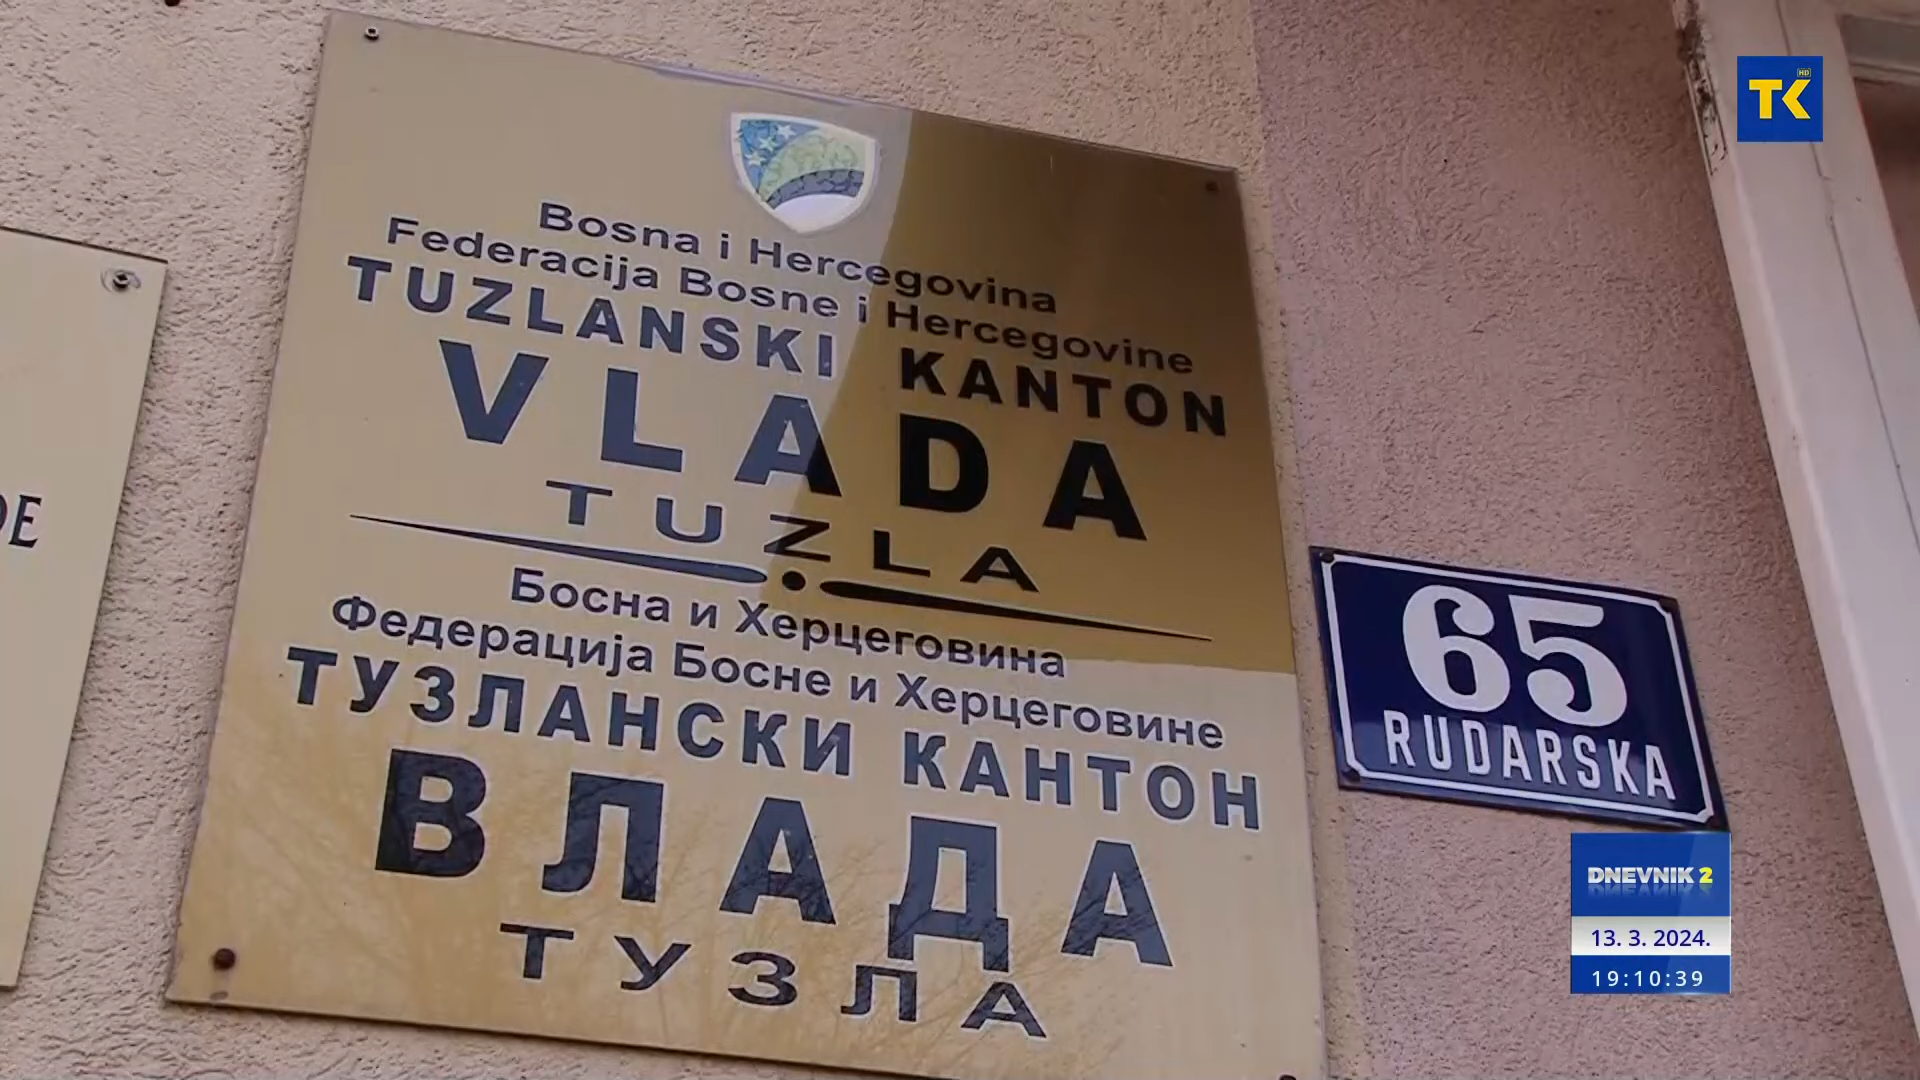 Bosna i Hercegovina
Federacija Bosne i Hercegovine
TUZLANSKI KANTON
VLADA
TUZLA
Босна и Херцеговина
Федерација Босне и Херцеговине
ТУЗЛАНСКИ КАНТОН
ВЛАДА
ТУЗЛА
65
RUDARSKA
TK
HD
DNEVNIK 2
13. 3. 2024.
19:10:39